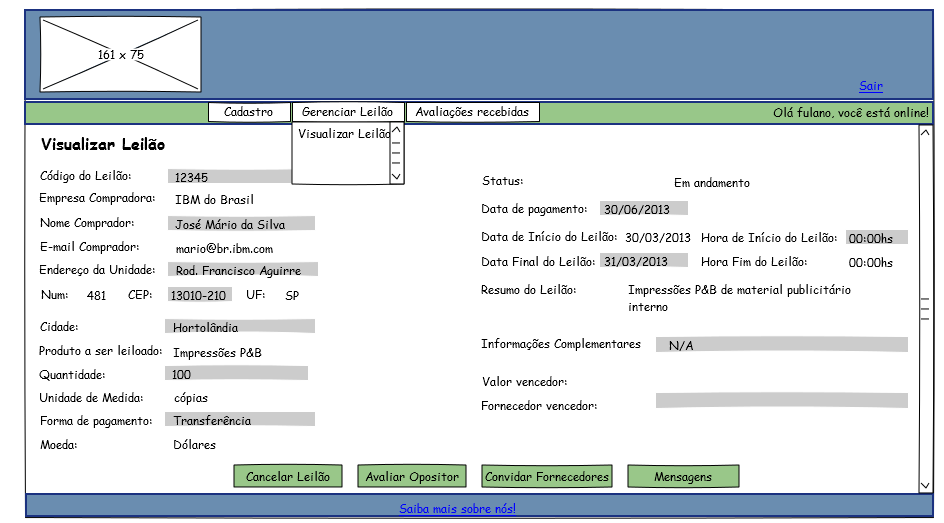 161 x 75
Sair
Cadastro
Gerenciar Leilão
Avaliações recebidas
Olá fulano, você está online!
Visualizar Leilão
Visualizar Leilão
Código do Leilão: 12345
Empresa Compradora: IBM do Brasil
Nome Comprador: José Mário da Silva
E-mail Comprador: mario@br.ibm.com
Endereço da Unidade: Rod. Francisco Aguirre
Num: 481 CEP: 13010-210 UF: SP
Cidade: Hortolândia
Produto a ser leiloado: Impressões P&B
Quantidade: 100
Unidade de Medida: cópias
Forma de pagamento: Transferência
Moeda: Dólares
Status: Em andamento
Data de pagamento: 30/06/2013
Data de Início do Leilão: 30/03/2013 Hora de Início do Leilão: 00:00hs
Data Final do Leilão: 31/03/2013 Hora Fim do Leilão: 00:00hs
Resumo do Leilão: Impressões P&B de material publicitário
interno
Informações Complementares N/A
Valor vencedor:
Fornecedor vencedor:
Cancelar Leilão
Avaliar Opositor
Convidar Fornecedores
Mensagens
Saiba mais sobre nós!